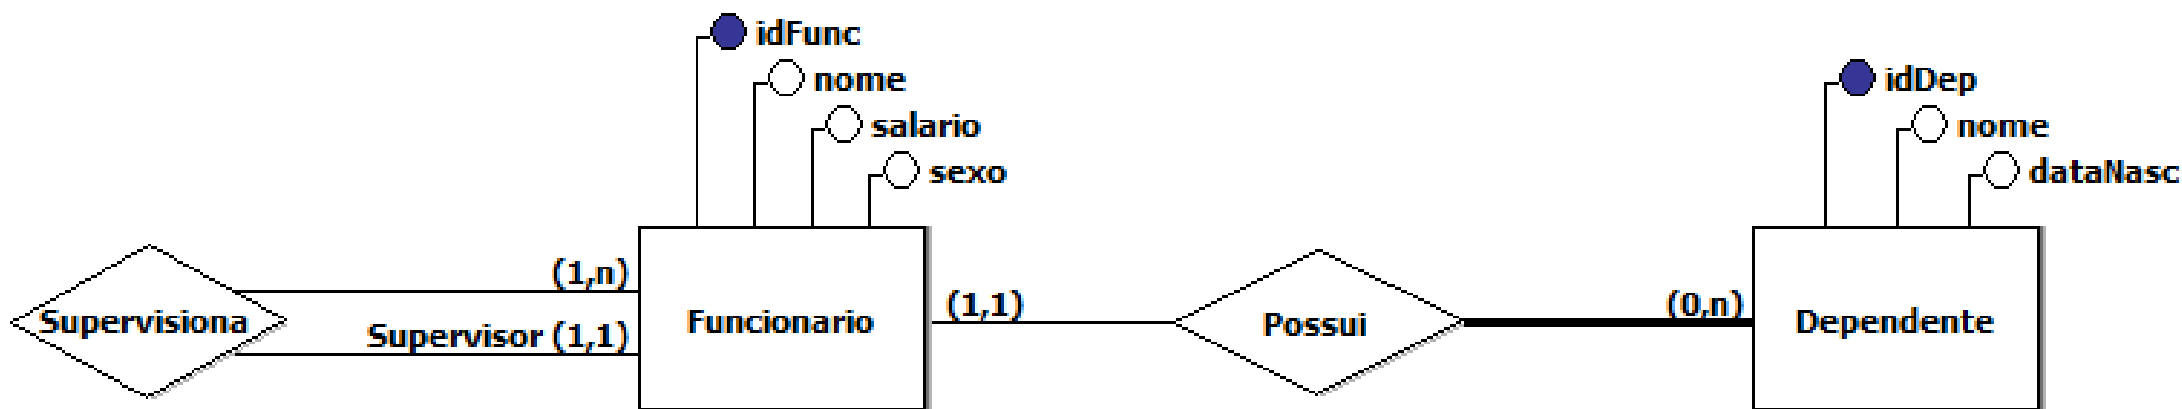 idFunc
nome
salario
sexo
idDep
nome
dataNasc
(1,n)
Supervisiona
Supervisor (1,1)
Funcionario
(1,1)
Possui
(0,n)
Dependente